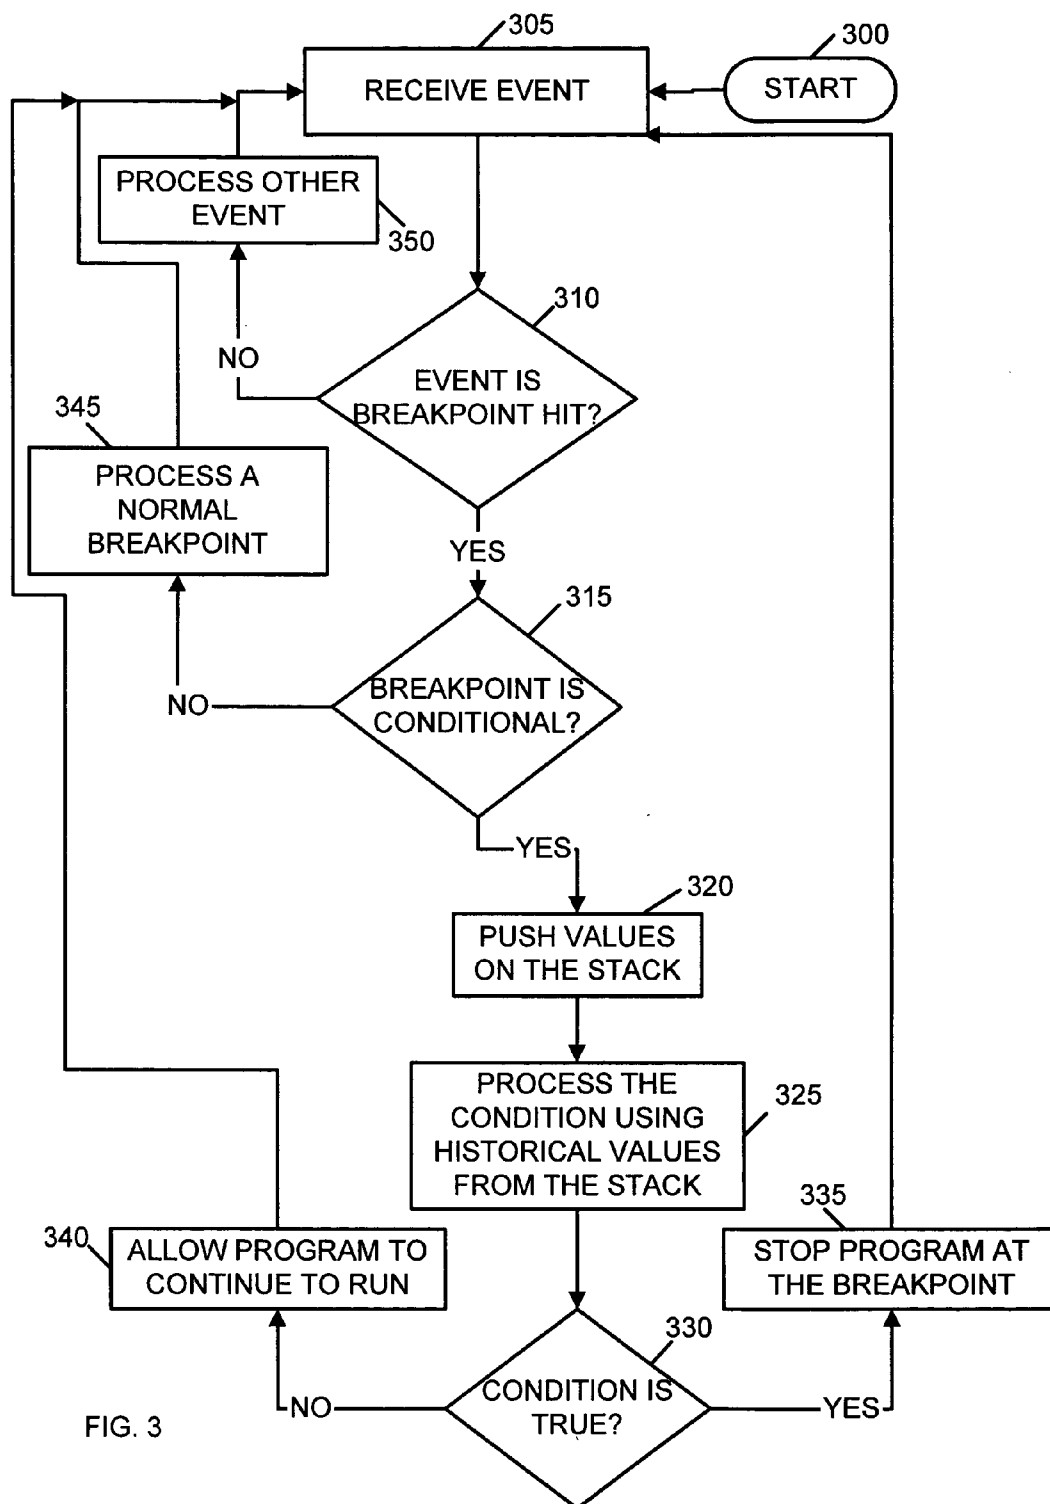 305
300
RECEIVE EVENT
START
PROCESS OTHER
EVENT
350
310
NO
EVENT IS
BREAKPOINT HIT?
345
PROCESS A
NORMAL
BREAKPOINT
YES
315
BREAKPOINT IS
CONDITIONAL?
NO
YES
320
PUSH VALUES
ON THE STACK
PROCESS THE
CONDITION USING
HISTORICAL VALUES
FROM THE STACK
325
335
340
ALLOW PROGRAM TO
CONTINUE TO RUN
STOP PROGRAM AT
THE BREAKPOINT
330
CONDITION IS
TRUE?
NO
YES
FIG. 3